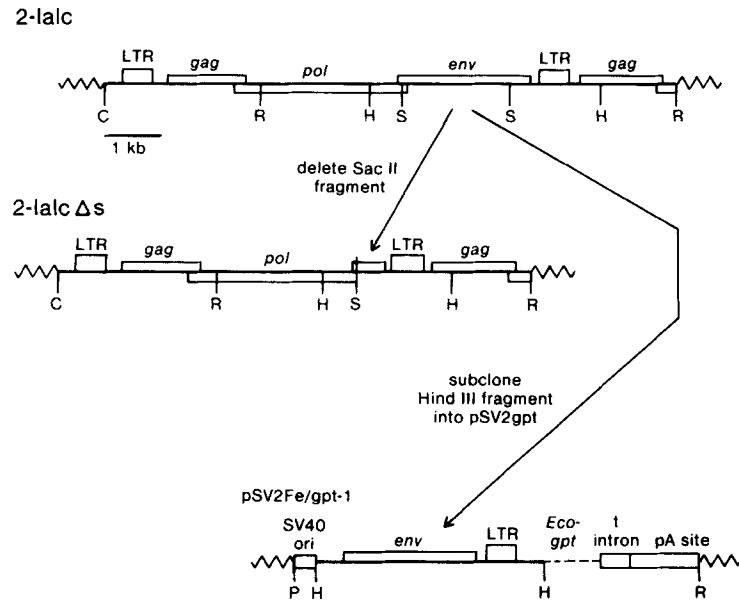 2-lalc
LTR gag pol env LTR gag
C R H S S H R
1 kb
delete Sac II
fragment
2-lalc Δs
LTR gag pol LTR gag
C R H S H R
subclone
Hind III fragment
into pSV2gpt
pSV2Fe/gpt-1
SV40
ori
env
LTR
Eco-
gpt
t
intron
pA site
P H H R